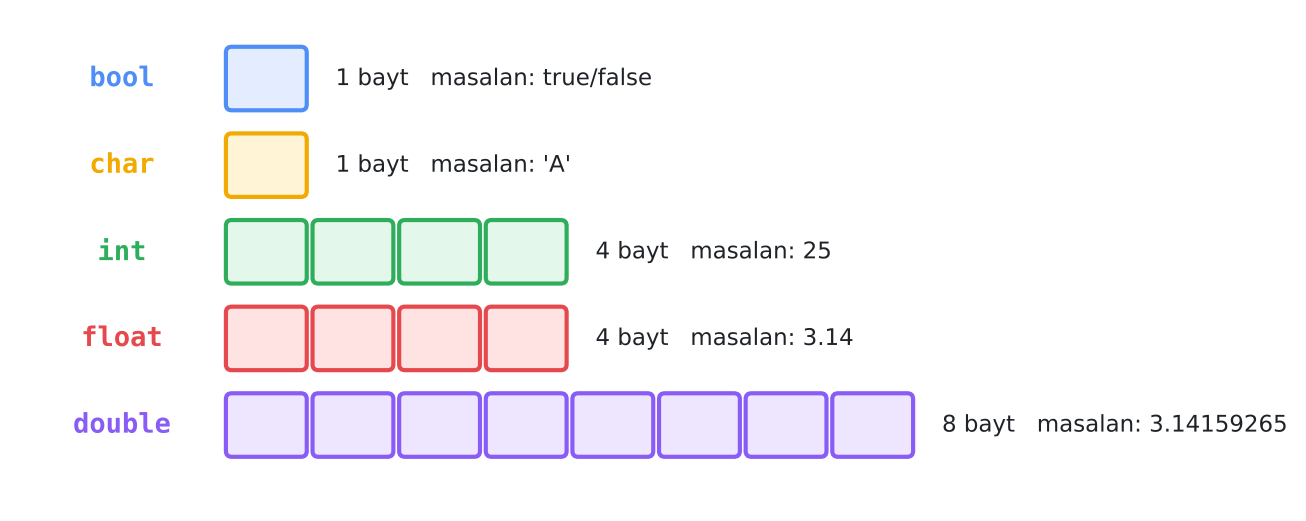 bool 1 bayt masalan: true/false
char 1 bayt masalan: 'A'
int 4 bayt masalan: 25
float 4 bayt masalan: 3.14
double 8 bayt masalan: 3.14159265